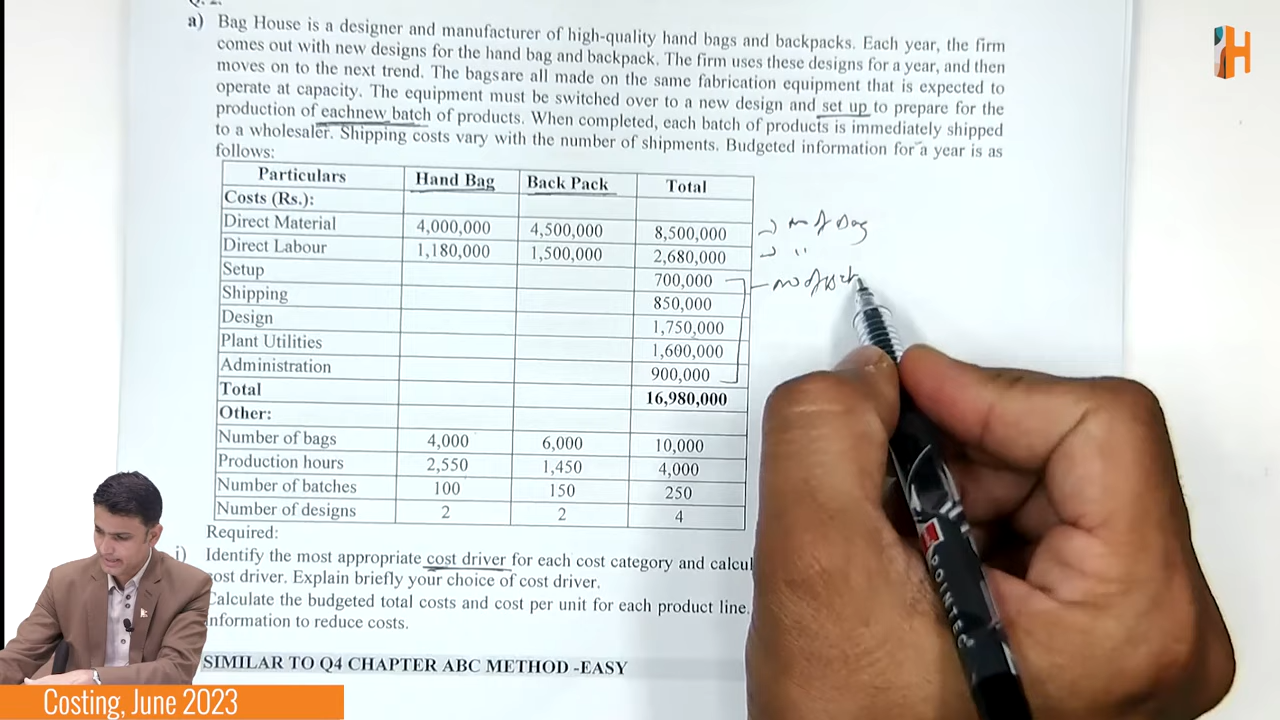 a) Bag House is a designer and manufacturer of high-quality hand bags and backpacks. Each year, the firm
comes out with new designs for the hand bag and backpack. The firm uses these designs for a year, and then
moves on to the next trend. The bagsare all made on the same fabrication equipment that is expected to
operate at capacity. The equipment must be switched over to a new design and set up to prepare for the
production of eachnew batch of products. When completed, each batch of products is immediately shipped
to a wholesaler. Shipping costs vary with the number of shipments. Budgeted information for a year is as
follows:
Particulars Hand Bag Back Pack Total
Costs (Rs.):
Direct Material 4,000,000 4,500,000 8,500,000
Direct Labour 1,180,000 1,500,000 2,680,000
Setup 700,000
Shipping 850,000
Design 1,750,000
Plant Utilities 1,600,000
Administration 900,000
Total 16,980,000
Other:
Number of bags 4,000 6,000 10,000
Production hours 2,550 1,450 4,000
Number of batches 100 150 250
Number of designs 2 2 4
Required:
i) Identify the most appropriate cost driver for each cost category and calcul
cost driver. Explain briefly your choice of cost driver.
Calculate the budgeted total costs and cost per unit for each product line.
nformation to reduce costs.
SIMILAR TO Q4 CHAPTER ABC METHOD -EASY
Costing, June 2023
H
POINTEC